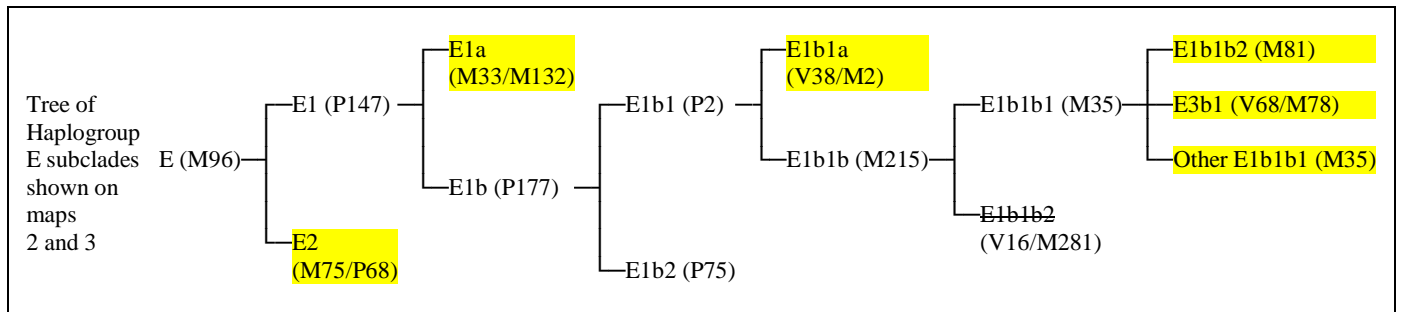 Tree of
Haplogroup
E subclades
shown on
maps
2 and 3
E (M96)
E1 (P147)
E2
(M75/P68)
E1a
(M33/M132)
E1b (P177)
E1b1 (P2)
E1b2 (P75)
E1b1a
(V38/M2)
E1b1b (M215)
E1b1b1 (M35)
E1b1b2
(V16/M281)
E1b1b2 (M81)
E3b1 (V68/M78)
Other E1b1b1 (M35)